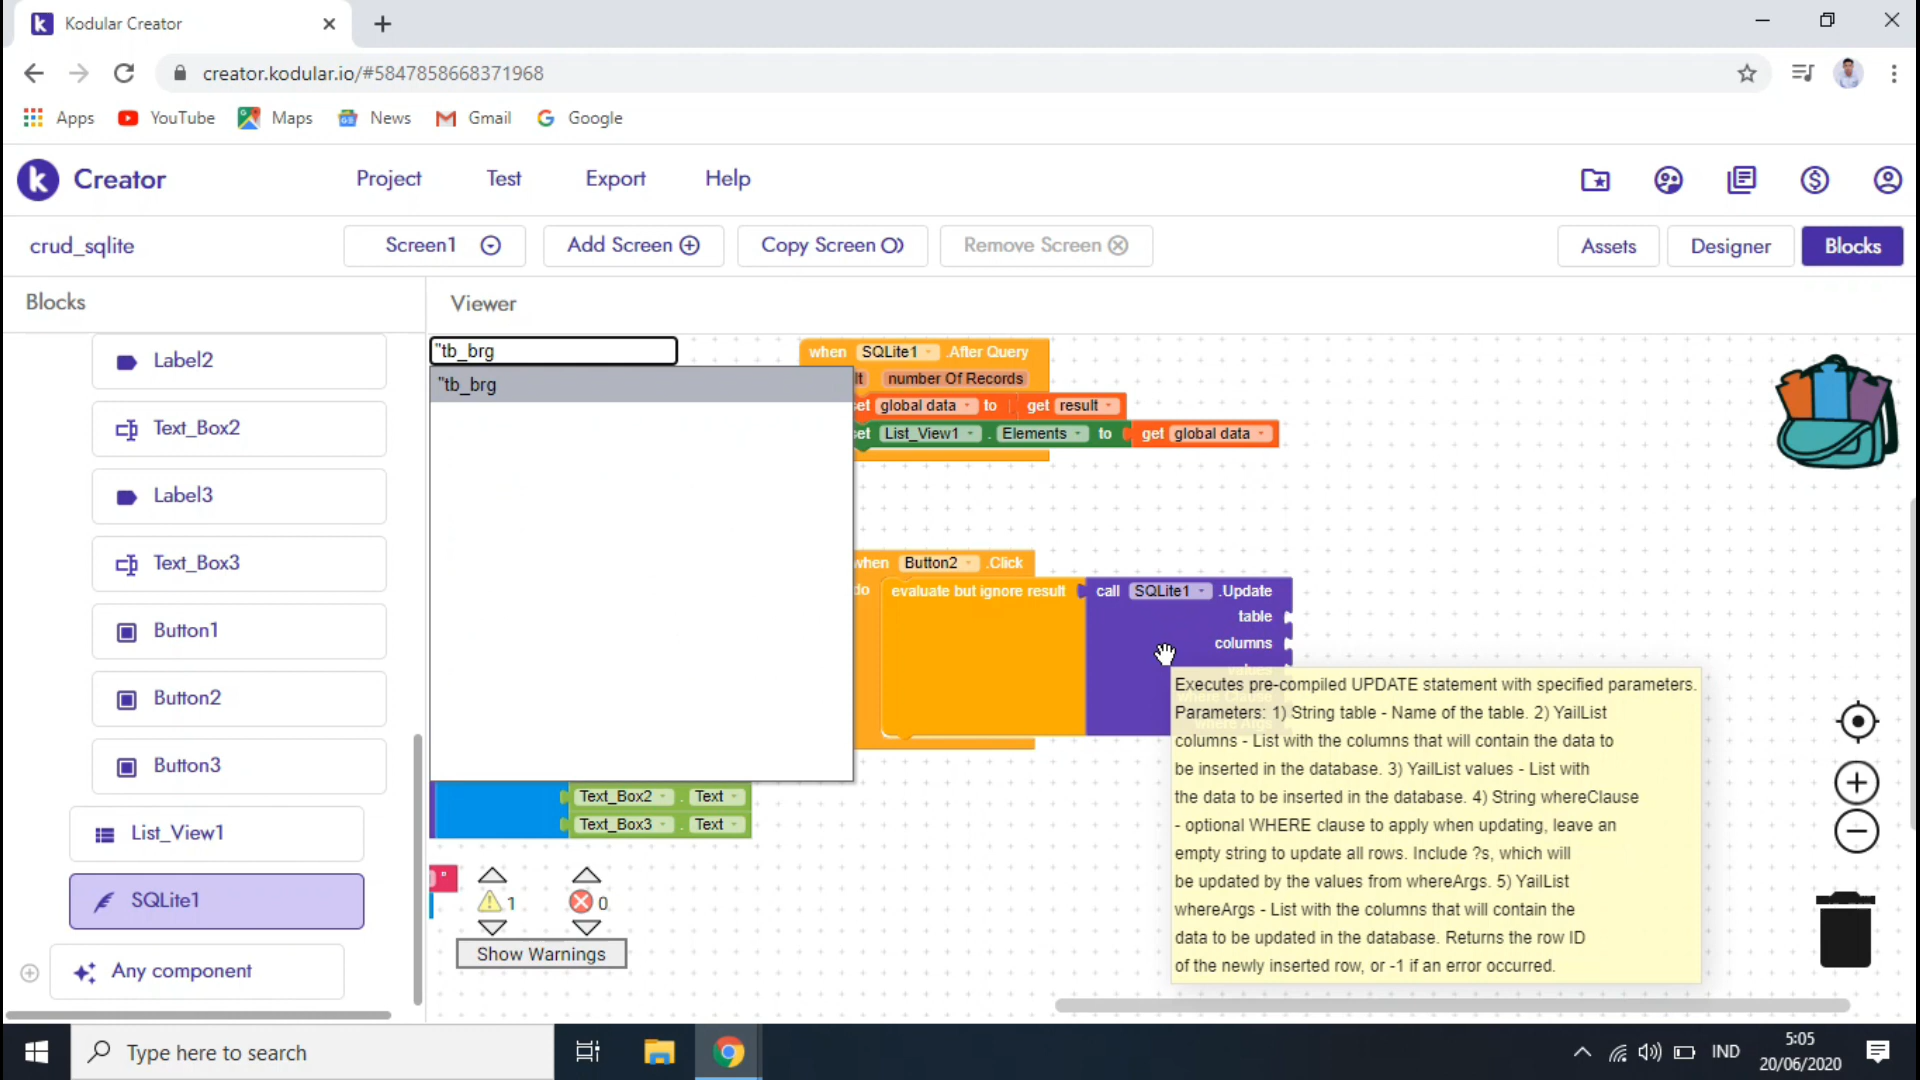 Kodular Creator
creator.kodular.io/#5847858668371968
Apps YouTube Maps News Gmail Google
Creator Project Test Export Help
crud_sqlite Screen1 Add Screen Copy Screen Remove Screen Assets Designer Blocks
Blocks Viewer
Label2
Text_Box2
Label3
Text_Box3
Button1
Button2
Button3
List_View1
SQLite1
Any component
"tb_brg
"tb_brg
when SQLite1 .After Query
lt number Of Records
set global data to get result
set List_View1 . Elements to get global data
when Button2 .Click
do evaluate but ignore result call SQLite1 .Update
table
columns
Executes pre-compiled UPDATE statement with specified parameters.
Parameters: 1) String table - Name of the table. 2) YailList
columns - List with the columns that will contain the data to
be inserted in the database. 3) YailList values - List with
the data to be inserted in the database. 4) String whereClause
- optional WHERE clause to apply when updating, leave an
empty string to update all rows. Include ?s, which will
be updated by the values from whereArgs. 5) YailList
whereArgs - List with the columns that will contain the
data to be updated in the database. Returns the row ID
of the newly inserted row, or -1 if an error occurred.
Text_Box2 . Text
Text_Box3 . Text
"
1 0
Show Warnings
Type here to search
IND
5:05
20/06/2020